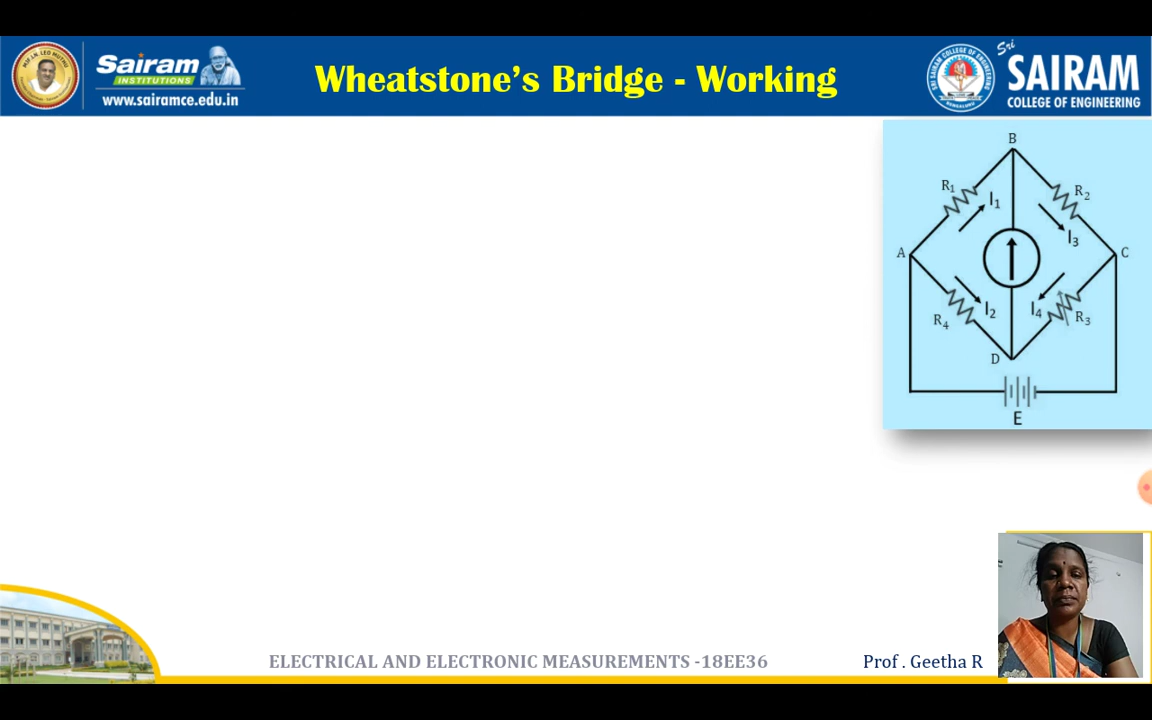 Sairam
INSTITUTIONS
www.sairamce.edu.in
Wheatstone's Bridge - Working
Sri
SAIRAM
COLLEGE OF ENGINEERING
B
R1
I1
R2
I3
A
C
R4
I2
I4
R3
D
E
ELECTRICAL AND ELECTRONIC MEASUREMENTS -18EE36
Prof . Geetha R